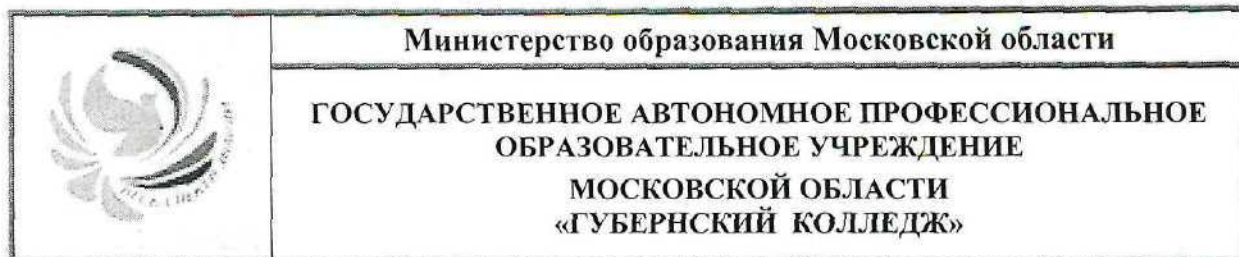 Министерство образования Московской области
ГОСУДАРСТВЕННОЕ АВТОНОМНОЕ ПРОФЕССИОНАЛЬНОЕ
ОБРАЗОВАТЕЛЬНОЕ УЧРЕЖДЕНИЕ
МОСКОВСКОЙ ОБЛАСТИ
«ГУБЕРНСКИЙ КОЛЛЕДЖ»